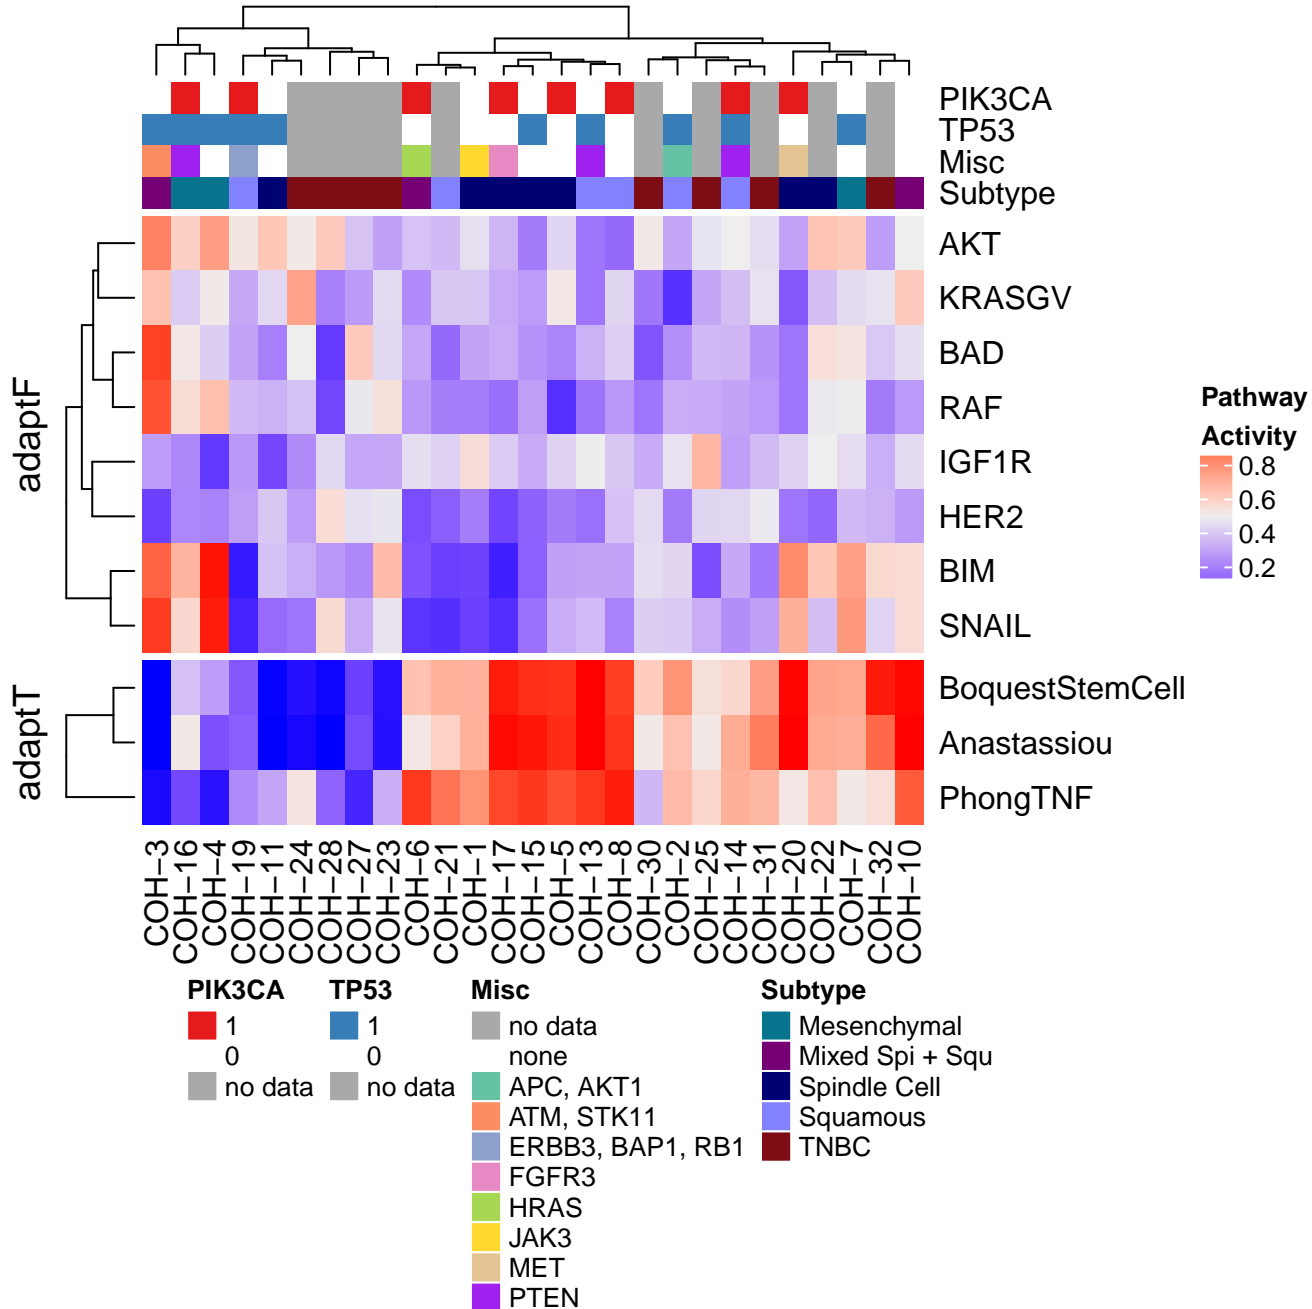 PIK3CA
TP53
Misc
Subtype
adaptF
AKT
KRASGV
BAD
RAF
IGF1R
HER2
BIM
SNAIL
adaptT
BoquestStemCell
Anastassiou
PhongTNF
Pathway
Activity
0.8
0.6
0.4
0.2
COH−3
COH−16
COH−4
COH−19
COH−11
COH−24
COH−28
COH−27
COH−23
COH−6
COH−21
COH−1
COH−17
COH−15
COH−5
COH−13
COH−8
COH−30
COH−2
COH−25
COH−14
COH−31
COH−20
COH−22
COH−7
COH−32
COH−10
PIK3CA
1
0
no data
TP53
1
0
no data
Misc
no data
none
APC, AKT1
ATM, STK11
ERBB3, BAP1, RB1
FGFR3
HRAS
JAK3
MET
PTEN
Subtype
Mesenchymal
Mixed Spi + Squ
Spindle Cell
Squamous
TNBC